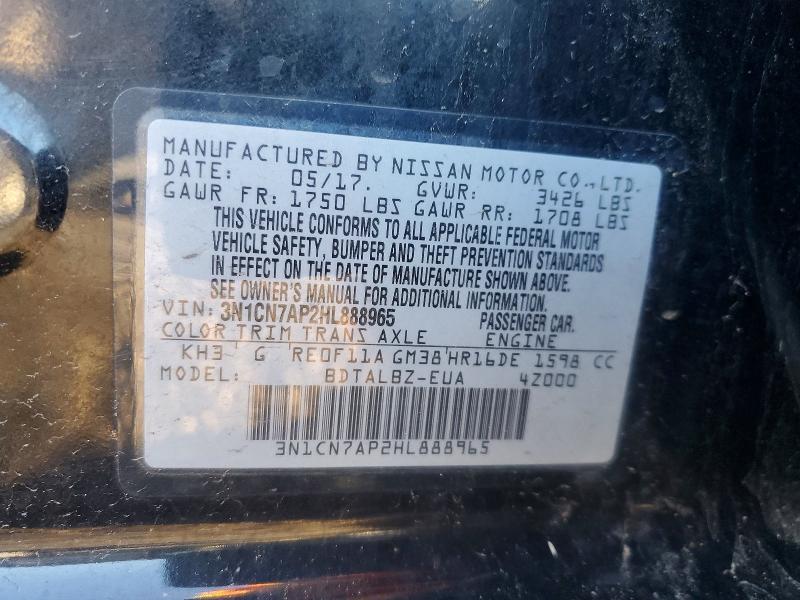 MANUFACTURED BY NISSAN MOTOR CO., LTD.
DATE: 05/17. GVWR: 3426 LBS
GAWR FR: 1750 LBS GAWR RR: 1708 LBS
THIS VEHICLE CONFORMS TO ALL APPLICABLE FEDERAL MOTOR
VEHICLE SAFETY, BUMPER AND THEFT PREVENTION STANDARDS
IN EFFECT ON THE DATE OF MANUFACTURE SHOWN ABOVE.
SEE OWNER'S MANUAL FOR ADDITIONAL INFORMATION.
VIN: 3N1CN7AP2HL888965 PASSENGER CAR.
COLOR TRIM TRANS AXLE ENGINE
KH3 G RE0F11A GM38 HR16DE 1598 CC
MODEL: BDTALBZ-EUA 4Z000
3N1CN7AP2HL888965